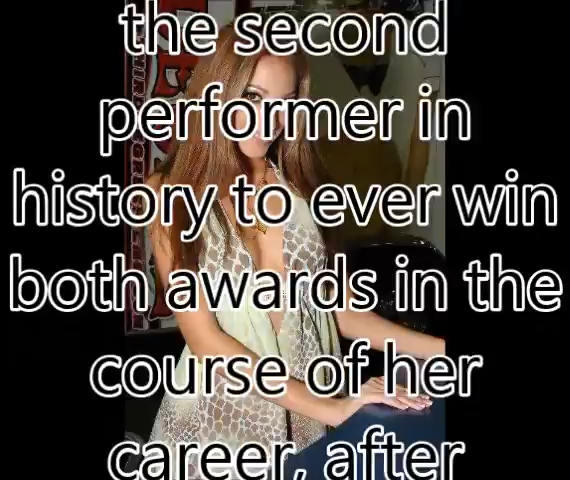 the second
performer in
history to ever win
both awards in the
course of her
career, after